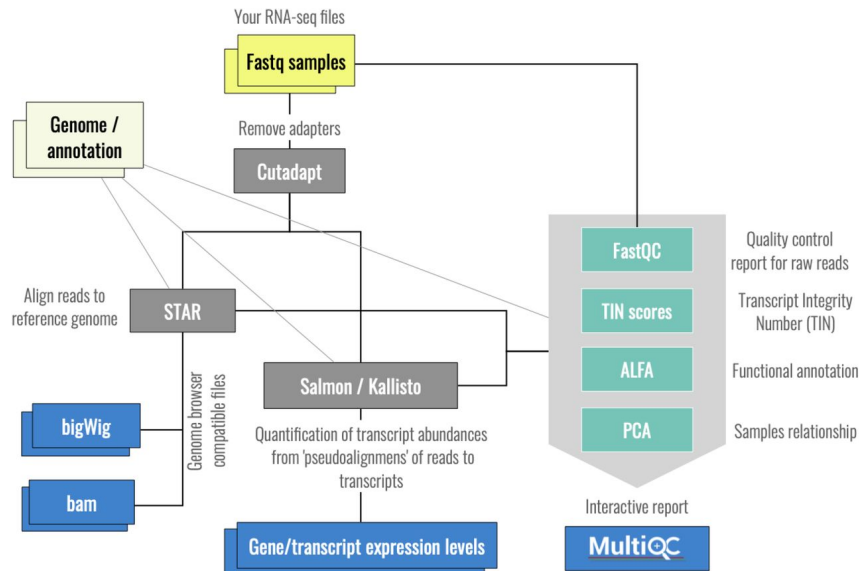 Your RNA-seq files
Fastq samples
Genome /
annotation
Remove adapters
Cutadapt
Align reads to
reference genome
STAR
Salmon / Kallisto
Genome browser
compatible files
bigWig
bam
Quantification of transcript abundances
from 'pseudoalignmens' of reads to
transcripts
Gene/transcript expression levels
FastQC
Quality control
report for raw reads
TIN scores
Transcript Integrity
Number (TIN)
ALFA
Functional annotation
PCA
Samples relationship
Interactive report
MultiQC